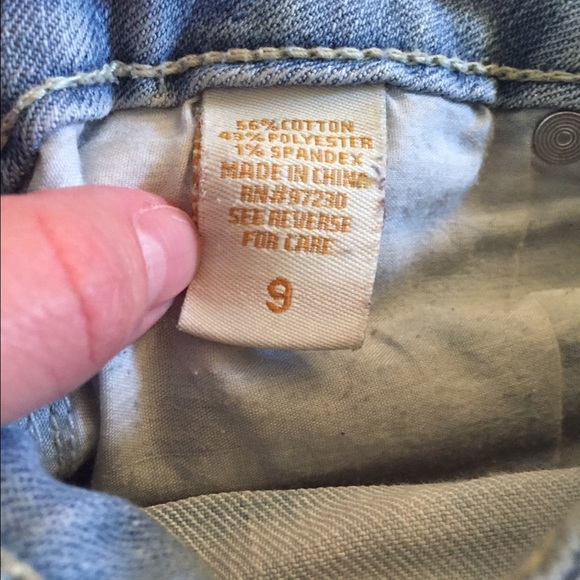 56% COTTON
43% POLYESTER
1% SPANDEX
MADE IN CHINA
RN# 97230
SEE REVERSE
FOR CARE
9